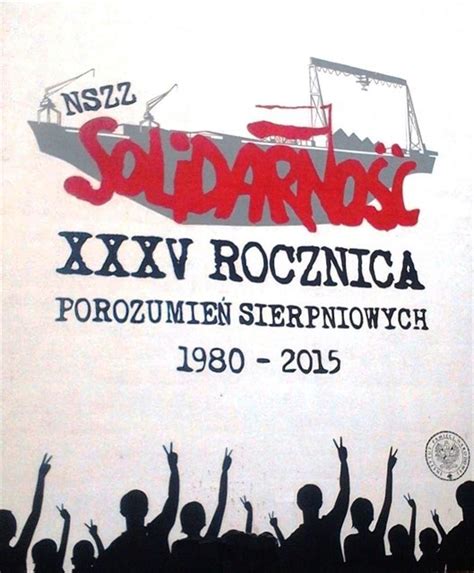 NSZZ
SOLiDARNOŚĆ
XXXV ROCZNICA
POROZUMIEŃ SIERPNIOWYCH
1980 - 2015